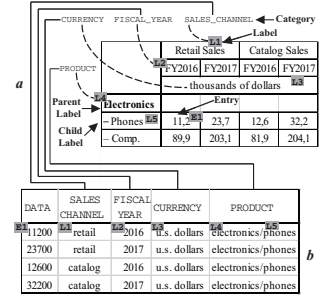 CURRENCY FISCAL_YEAR SALES_CHANNEL Category
Label
L1
Retail Sales Catalog Sales
L2 FY2016 FY2017 FY2016 FY2017
a
PRODUCT
thousands of dollars L3
L4
Parent Label
Electronics
Entry
– Phones L5 11,2 E1 23,7 12,6 32,2
Child Label
– Comp. 89,9 203,1 81,9 204,1
DATA SALES CHANNEL FISCAL YEAR CURRENCY PRODUCT
E1 L1 L2 L3 L4 L5
11200 retail 2016 u.s. dollars electronics/phones
23700 retail 2017 u.s. dollars electronics/phones
12600 catalog 2016 u.s. dollars electronics/phones
32200 catalog 2017 u.s. dollars electronics/phones
b